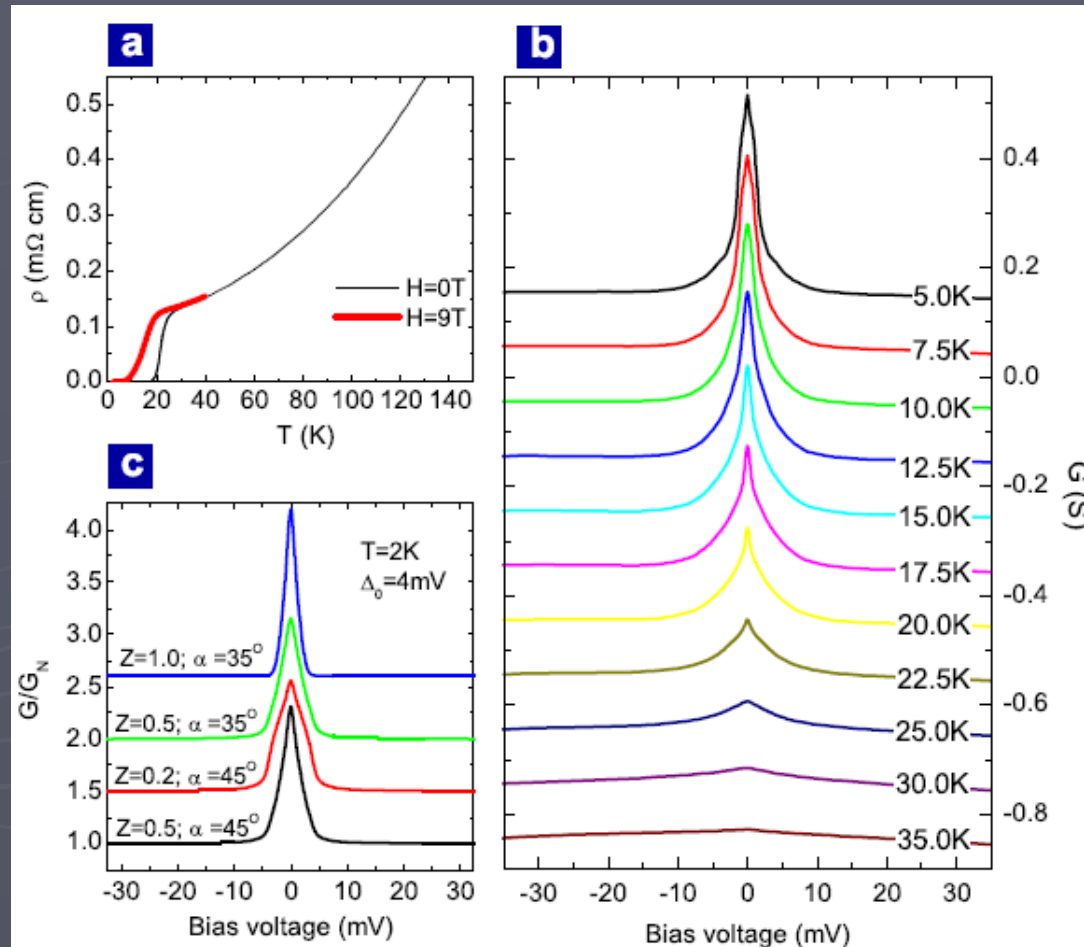 a
0.5
0.4
0.3
0.2
0.1
0.0
ρ (mΩ cm)
H=0T
H=9T
0 20 40 60 80 100 120 140
T (K)
b
0.4
0.2
0.0
-0.2
-0.4
-0.6
-0.8
G (S)
5.0K
7.5K
10.0K
12.5K
15.0K
17.5K
20.0K
22.5K
25.0K
30.0K
35.0K
-30 -20 -10 0 10 20 30
Bias voltage (mV)
c
4.0
3.5
3.0
2.5
2.0
1.5
1.0
G/G_N
T=2K
Δ₀=4mV
Z=1.0; α =35°
Z=0.5; α =35°
Z=0.2; α =45°
Z=0.5; α =45°
-30 -20 -10 0 10 20 30
Bias voltage (mV)